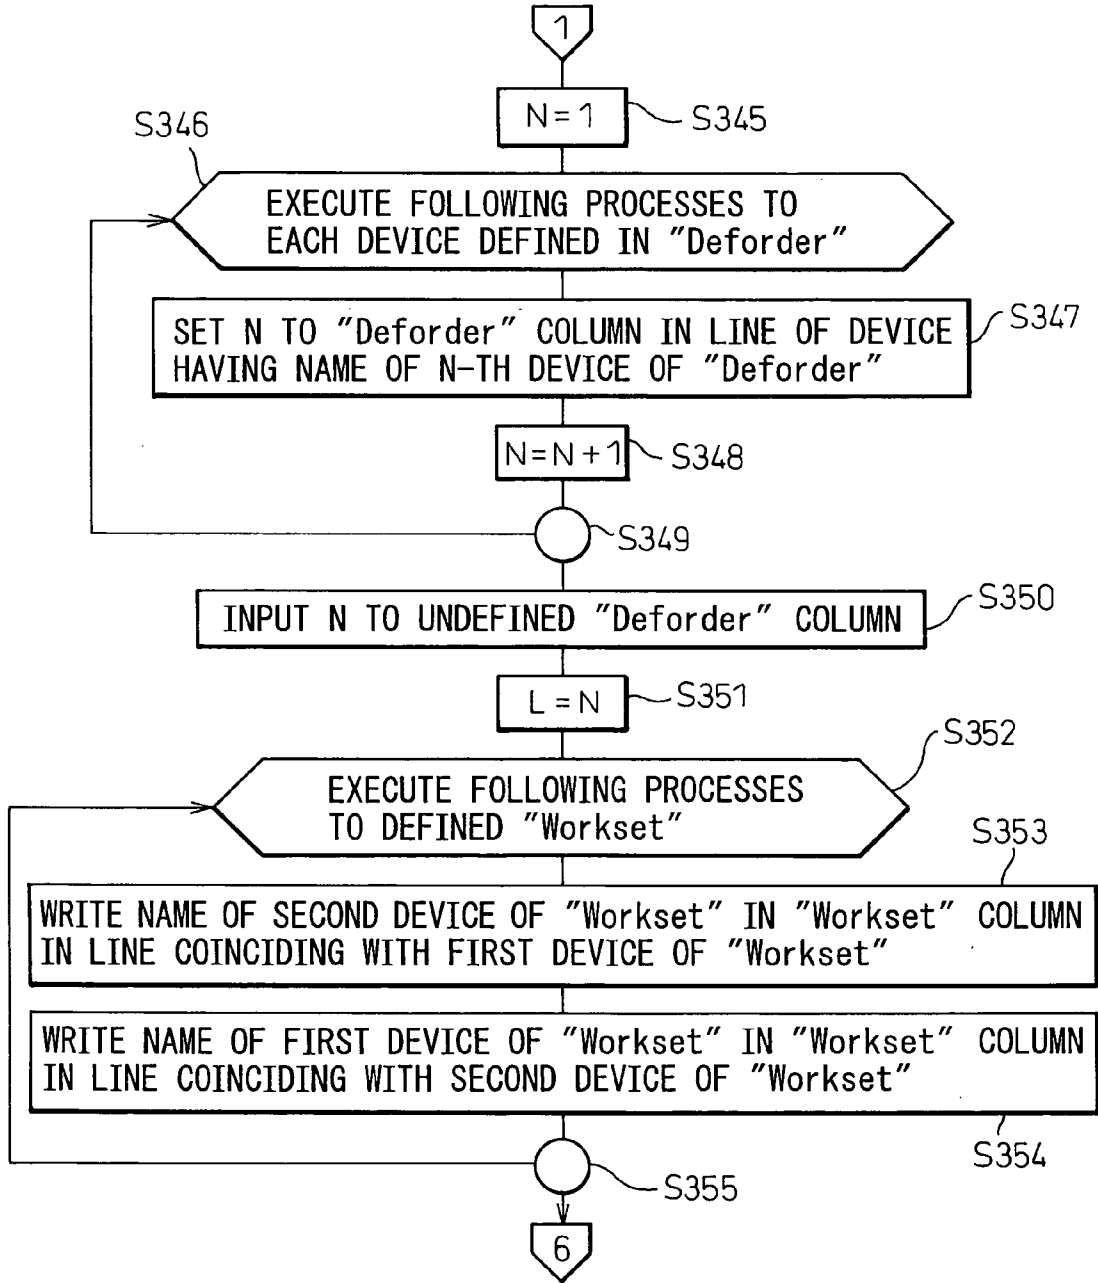 1
N=1
S345
S346
EXECUTE FOLLOWING PROCESSES TO
EACH DEVICE DEFINED IN "Deforder"
SET N TO "Deforder" COLUMN IN LINE OF DEVICE
HAVING NAME OF N-TH DEVICE OF "Deforder"
S347
N=N+1
S348
S349
INPUT N TO UNDEFINED "Deforder" COLUMN
S350
L=N
S351
S352
EXECUTE FOLLOWING PROCESSES
TO DEFINED "Workset"
S353
WRITE NAME OF SECOND DEVICE OF "Workset" IN "Workset" COLUMN
IN LINE COINCIDING WITH FIRST DEVICE OF "Workset"
WRITE NAME OF FIRST DEVICE OF "Workset" IN "Workset" COLUMN
IN LINE COINCIDING WITH SECOND DEVICE OF "Workset"
S354
S355
6